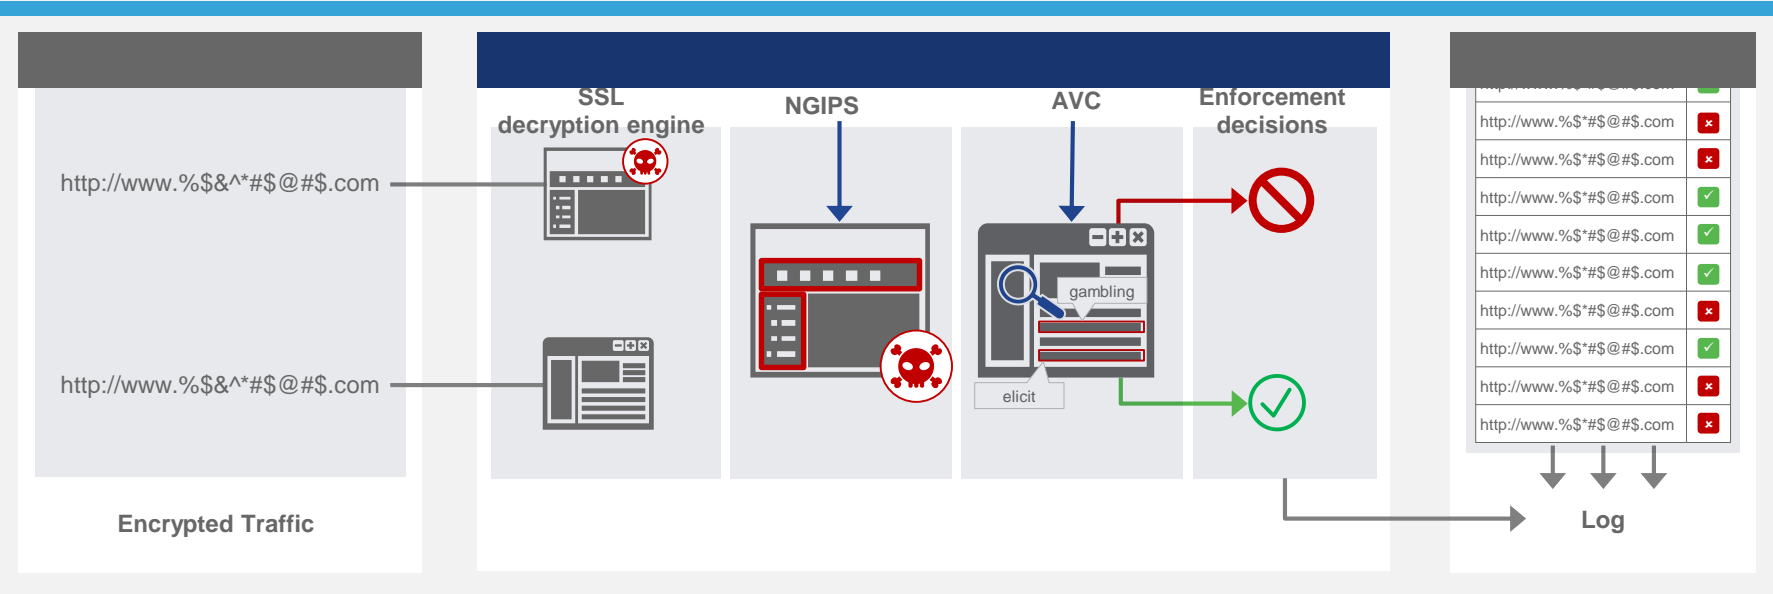 http://www.%$&^*#$@#$.com
http://www.%$&^*#$@#$.com
Encrypted Traffic
SSL
decryption engine
NGIPS
AVC
Enforcement
decisions
gambling
elicit
http://www.%$*#$@#$.com
http://www.%$*#$@#$.com
http://www.%$*#$@#$.com
http://www.%$*#$@#$.com
http://www.%$*#$@#$.com
http://www.%$*#$@#$.com
http://www.%$*#$@#$.com
http://www.%$*#$@#$.com
http://www.%$*#$@#$.com
Log